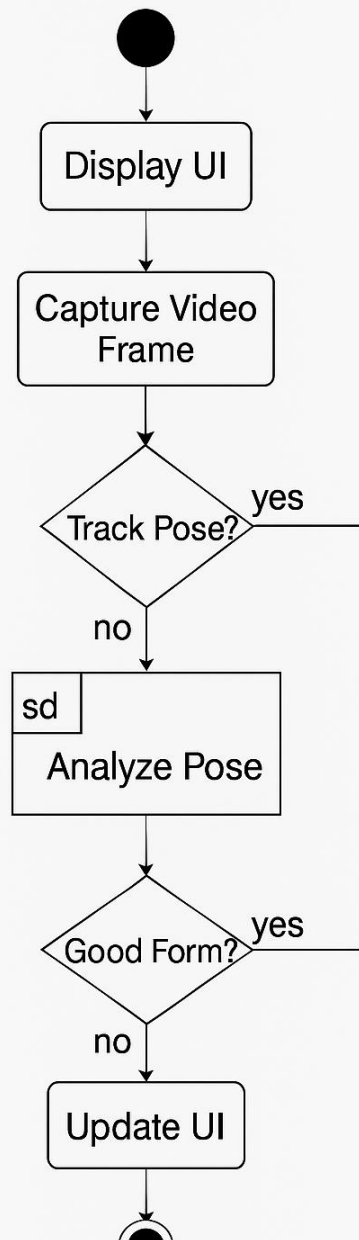 Display UI
Capture Video
Frame
yes
Track Pose?
no
sd
Analyze Pose
yes
Good Form?
no
Update UI